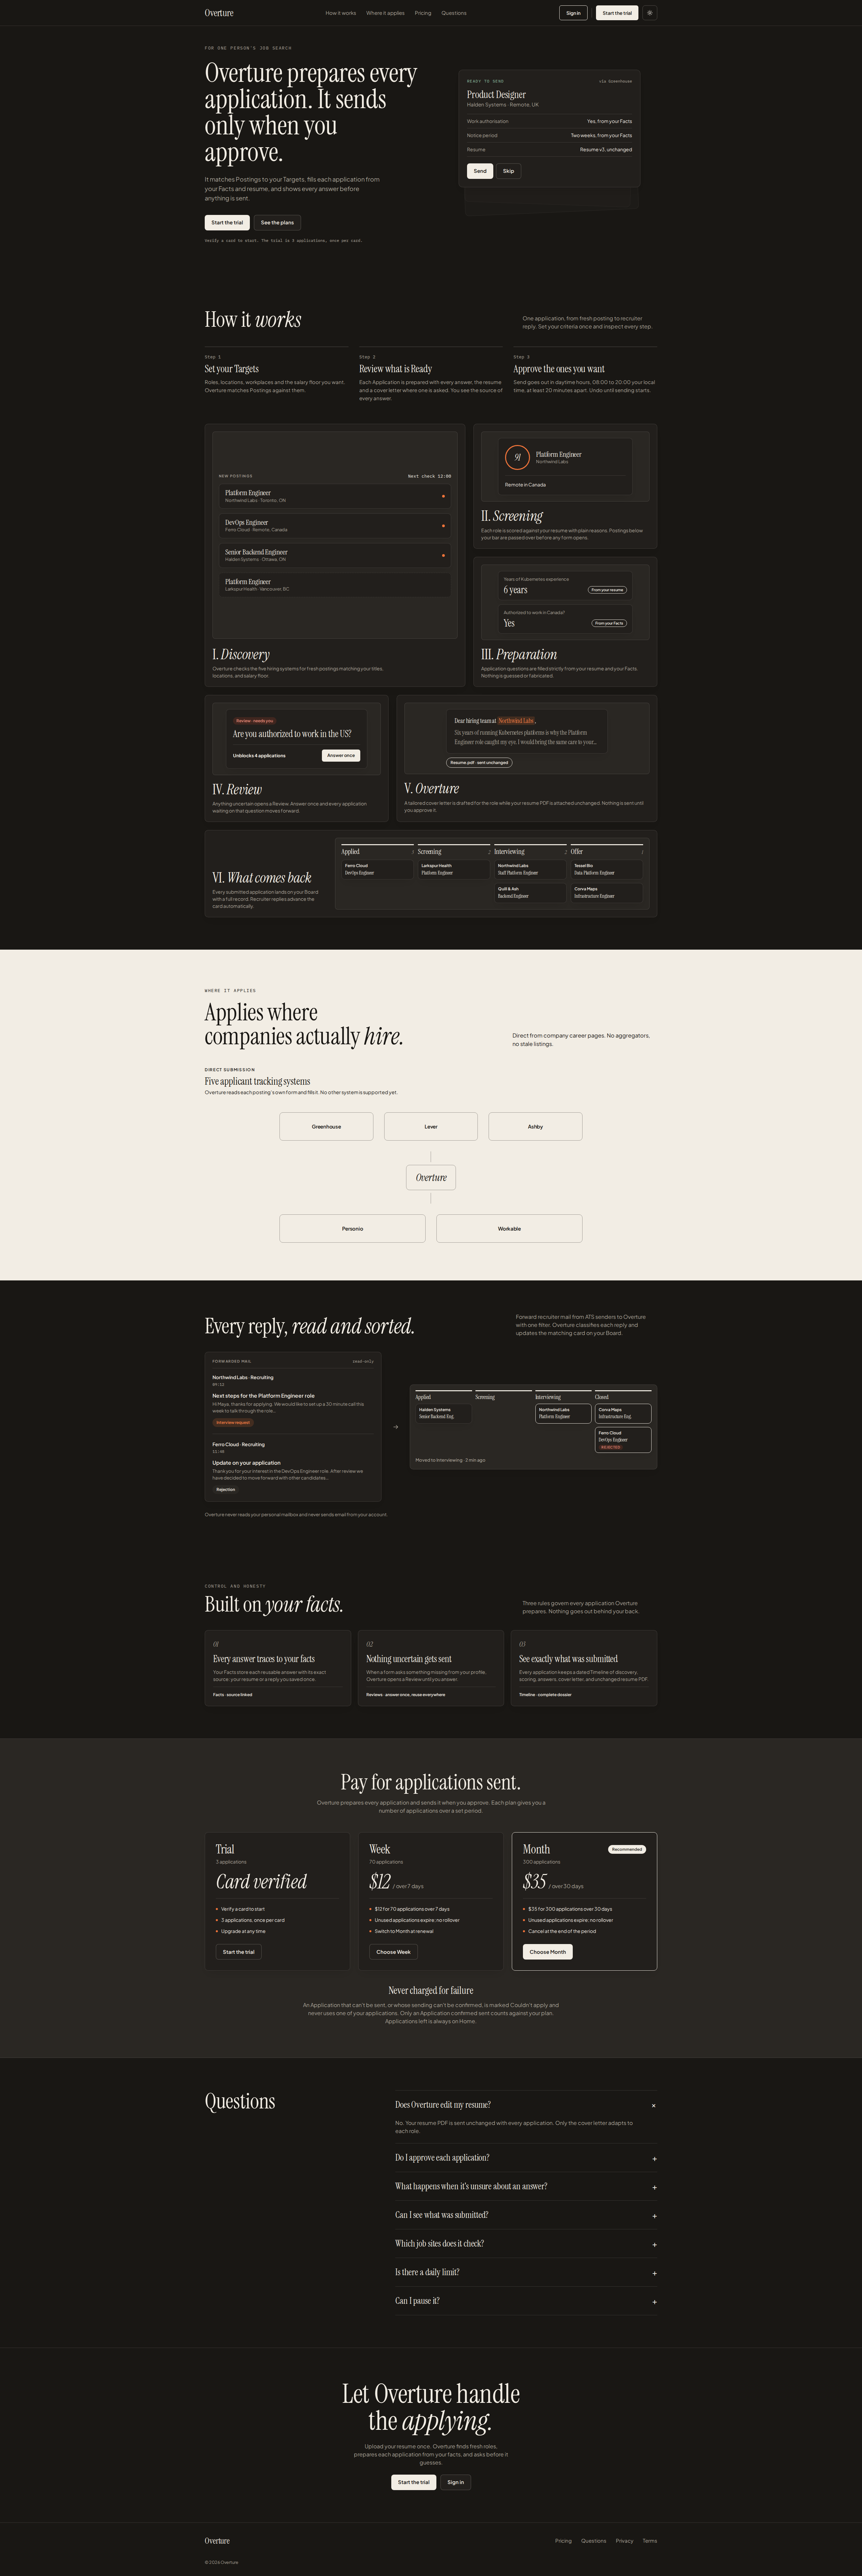 Overture
How it works
Where it applies
Pricing
Questions
Sign in
Start the trial
FOR ONE PERSON'S JOB SEARCH
Overture prepares every
application. It sends
only when you
approve.
It matches Postings to your Targets, fills each application from
your Facts and resume, and shows every answer before
anything is sent.
Start the trial
See the plans
Verify a card to start. The trial is 3 applications, once per card.
READY TO SEND
via Greenhouse
Product Designer
Halden Systems · Remote, UK
Work authorisation
Yes, from your Facts
Notice period
Two weeks, from your Facts
Resume
Resume v3, unchanged
Send
Skip
How it works
One application, from fresh posting to recruiter
reply. Set your criteria once and inspect every step.
Step 1
Set your Targets
Roles, locations, workplaces and the salary floor you want.
Overture matches Postings against them.
Step 2
Review what is Ready
Each Application is prepared with every answer, the resume
and a cover letter where one is asked. You see the source of
every answer.
Step 3
Approve the ones you want
Send goes out in daytime hours, 08:00 to 20:00 your local
time, at least 20 minutes apart. Undo until sending starts.
NEW POSTINGS
Next check 12:00
Platform Engineer
Northwind Labs · Toronto, ON
DevOps Engineer
Ferro Cloud · Remote, Canada
Senior Backend Engineer
Halden Systems · Ottawa, ON
Platform Engineer
Larkspur Health · Vancouver, BC
I. Discovery
Overture checks the five hiring systems for fresh postings matching your titles,
locations, and salary floor.
91
Platform Engineer
Northwind Labs
Remote in Canada
II. Screening
Each role is scored against your resume with plain reasons. Postings below
your bar are passed over before any form opens.
Years of Kubernetes experience
6 years
From your resume
Authorised to work in Canada?
Yes
From your Facts
III. Preparation
Application questions are filled strictly from your resume and your Facts.
Nothing is guessed or fabricated.
Review · needs you
Are you authorized to work in the US?
Unblocks 4 applications
Answer once
IV. Review
Anything uncertain opens a Review. Answer once and every application
waiting on that question moves forward.
Dear hiring team at Northwind Labs,
Six years of running Kubernetes platforms is why the Platform
Engineer role caught my eye. I would bring the same care to your...
Resume.pdf · sent unchanged
V. Overture
A tailored cover letter is drafted for the role while your resume PDF is attached unchanged. Nothing is sent until
you approve it.
VI. What comes back
Every submitted application lands on your Board
with a full record. Recruiter replies advance the
card automatically.
Applied
1
Ferro Cloud
DevOps Engineer
Screening
2
Larkspur Health
Platform Engineer
Interviewing
2
Northwind Labs
Staff Platform Engineer
Quill & Ash
Backend Engineer
Offer
1
Tessel Bio
Data Platform Engineer
Corva Maps
Infrastructure Engineer
WHERE IT APPLIES
Applies where
companies actually hire.
Direct from company career pages. No aggregators,
no stale listings.
DIRECT SUBMISSION
Five applicant tracking systems
Overture reads each posting's own form and fills it. No other system is supported yet.
Greenhouse
Lever
Ashby
Overture
Personio
Workable
Every reply, read and sorted.
Forward recruiter mail from ATS senders to Overture
with one filter. Overture classifies each reply and
updates the matching card on your Board.
FORWARDED MAIL
read-only
Northwind Labs · Recruiting
09:12
Next steps for the Platform Engineer role
Hi Maya, thanks for applying. We would like to set up a 30 minute call this
week to talk through the role...
Interview request
Ferro Cloud · Recruiting
11:38
Update on your application
Thank you for your interest in the DevOps Engineer role. After review we
have decided to move forward with other candidates...
Rejection
→
Applied
Halden Systems
Senior Backend Eng.
Screening
Interviewing
Northwind Labs
Platform Engineer
Closed
Corva Maps
Infrastructure Eng.
Ferro Cloud
DevOps Engineer
REJECTED
Moved to Interviewing · 2 min ago
Overture never reads your personal mailbox and never sends email from your account.
CONTROL AND HONESTY
Built on your facts.
Three rules govern every application Overture
prepares. Nothing goes out behind your back.
01
Every answer traces to your facts
Your Facts store each reusable answer with its exact
source: your resume or a reply you saved once.
Facts · source linked
02
Nothing uncertain gets sent
When a form asks something missing from your profile,
Overture opens a Review until you answer.
Reviews · answer once, reuse everywhere
03
See exactly what was submitted
Every application keeps a dated Timeline of discovery,
scoring, answers, cover letter, and unchanged resume PDF.
Timeline · complete dossier
Pay for applications sent.
Overture prepares every application and sends it when you approve. Each plan gives you a
number of applications over a set period.
Trial
3 applications
Card verified
Verify a card to start
3 applications, once per card
Upgrade at any time
Start the trial
Week
70 applications
$12 / over 7 days
$12 for 70 applications over 7 days
Unused applications expire; no rollover
Switch to Month at renewal
Choose Week
Month
Recommended
300 applications
$35 / over 30 days
$35 for 300 applications over 30 days
Unused applications expire; no rollover
Cancel at the end of the period
Choose Month
Never charged for failure
An Application that can't be sent, or whose sending can't be confirmed, is marked Couldn't apply and
never uses one of your applications. Only an Application confirmed sent counts against your plan.
Applications left is always on Home.
Questions
Does Overture edit my resume?
No. Your resume PDF is sent unchanged with every application. Only the cover letter adapts to
each role.
Do I approve each application?
What happens when it's unsure about an answer?
Can I see what was submitted?
Which job sites does it check?
Is there a daily limit?
Can I pause it?
Let Overture handle
the applying.
Upload your resume once. Overture finds fresh roles,
prepares each application from your facts, and asks before it
guesses.
Start the trial
Sign in
Overture
Pricing
Questions
Privacy
Terms
© 2026 Overture